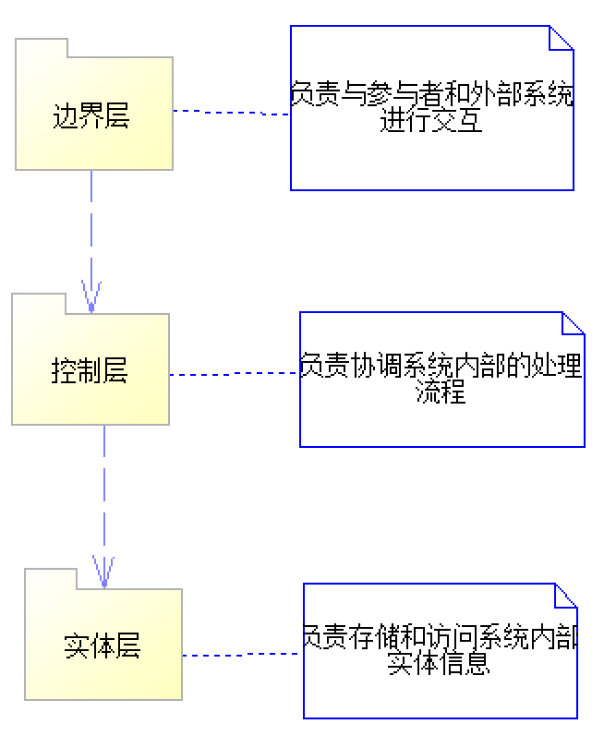 边界层
负责与参与者和外部系统
进行交互
控制层
负责协调系统内部的处理
流程
实体层
负责存储和访问系统内部
实体信息